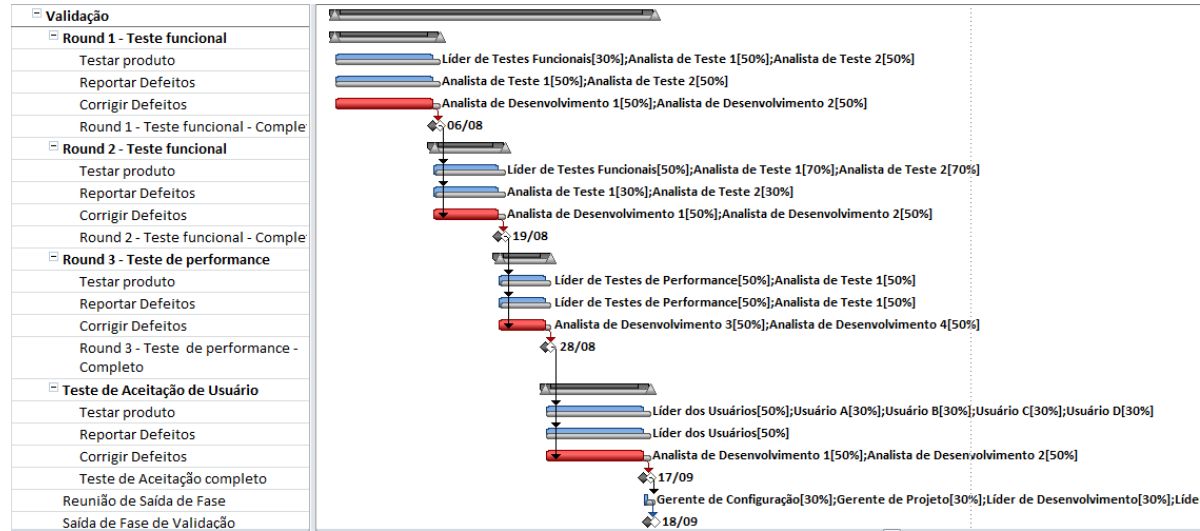 Validação
Round 1 - Teste funcional
Testar produto Líder de Testes Funcionais[30%];Analista de Teste 1[50%];Analista de Teste 2[50%]
Reportar Defeitos Analista de Teste 1[50%];Analista de Teste 2[50%]
Corrigir Defeitos Analista de Desenvolvimento 1[50%];Analista de Desenvolvimento 2[50%]
Round 1 - Teste funcional - Comple 06/08
Round 2 - Teste funcional
Testar produto Líder de Testes Funcionais[50%];Analista de Teste 1[70%];Analista de Teste 2[70%]
Reportar Defeitos Analista de Teste 1[30%];Analista de Teste 2[30%]
Corrigir Defeitos Analista de Desenvolvimento 1[50%];Analista de Desenvolvimento 2[50%]
Round 2 - Teste funcional - Comple 19/08
Round 3 - Teste de performance
Testar produto Líder de Testes de Performance[50%];Analista de Teste 1[50%]
Reportar Defeitos Líder de Testes de Performance[50%];Analista de Teste 1[50%]
Corrigir Defeitos Analista de Desenvolvimento 3[50%];Analista de Desenvolvimento 4[50%]
Round 3 - Teste de performance - 28/08
Completo
Teste de Aceitação de Usuário
Testar produto Líder dos Usuários[50%];Usuário A[30%];Usuário B[30%];Usuário C[30%];Usuário D[30%]
Reportar Defeitos Líder dos Usuários[50%]
Corrigir Defeitos Analista de Desenvolvimento 1[50%];Analista de Desenvolvimento 2[50%]
Teste de Aceitação completo 17/09
Reunião de Saída de Fase Gerente de Configuração[30%];Gerente de Projeto[30%];Líder de Desenvolvimento[30%];Líde
Saída de Fase de Validação 18/09